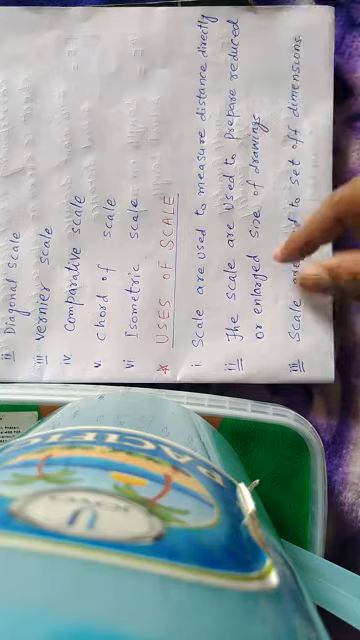 ii Diagonal scale
iii vernier scale
iv. comparative scale
v. chord of scale
vi Isometric scale
* USES OF SCALE
i. Scale are used to measure distance directly
ii The scale are used to prepare reduced
or enlarged size of drawings
iii Scale are to set off dimensions
PACIFIC